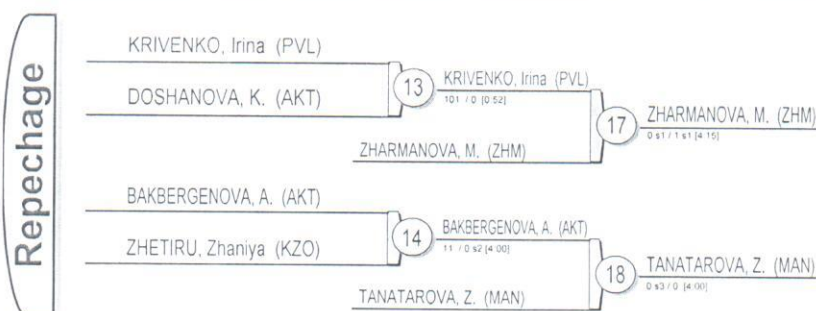 Repechage
KRIVENKO, Irina (PVL)
DOSHANOVA, K. (AKT)
13
KRIVENKO, Irina (PVL)
101 / 0 [0:52]
ZHARMANOVA, M. (ZHM)
17
ZHARMANOVA, M. (ZHM)
0 s1 / 1 s1 [4:15]
BAKBERGENOVA, A. (AKT)
ZHETIRU, Zhaniya (KZO)
14
BAKBERGENOVA, A. (AKT)
11 / 0 s2 [4:00]
TANATAROVA, Z. (MAN)
18
TANATAROVA, Z. (MAN)
0 s3 / 0 [4:00]